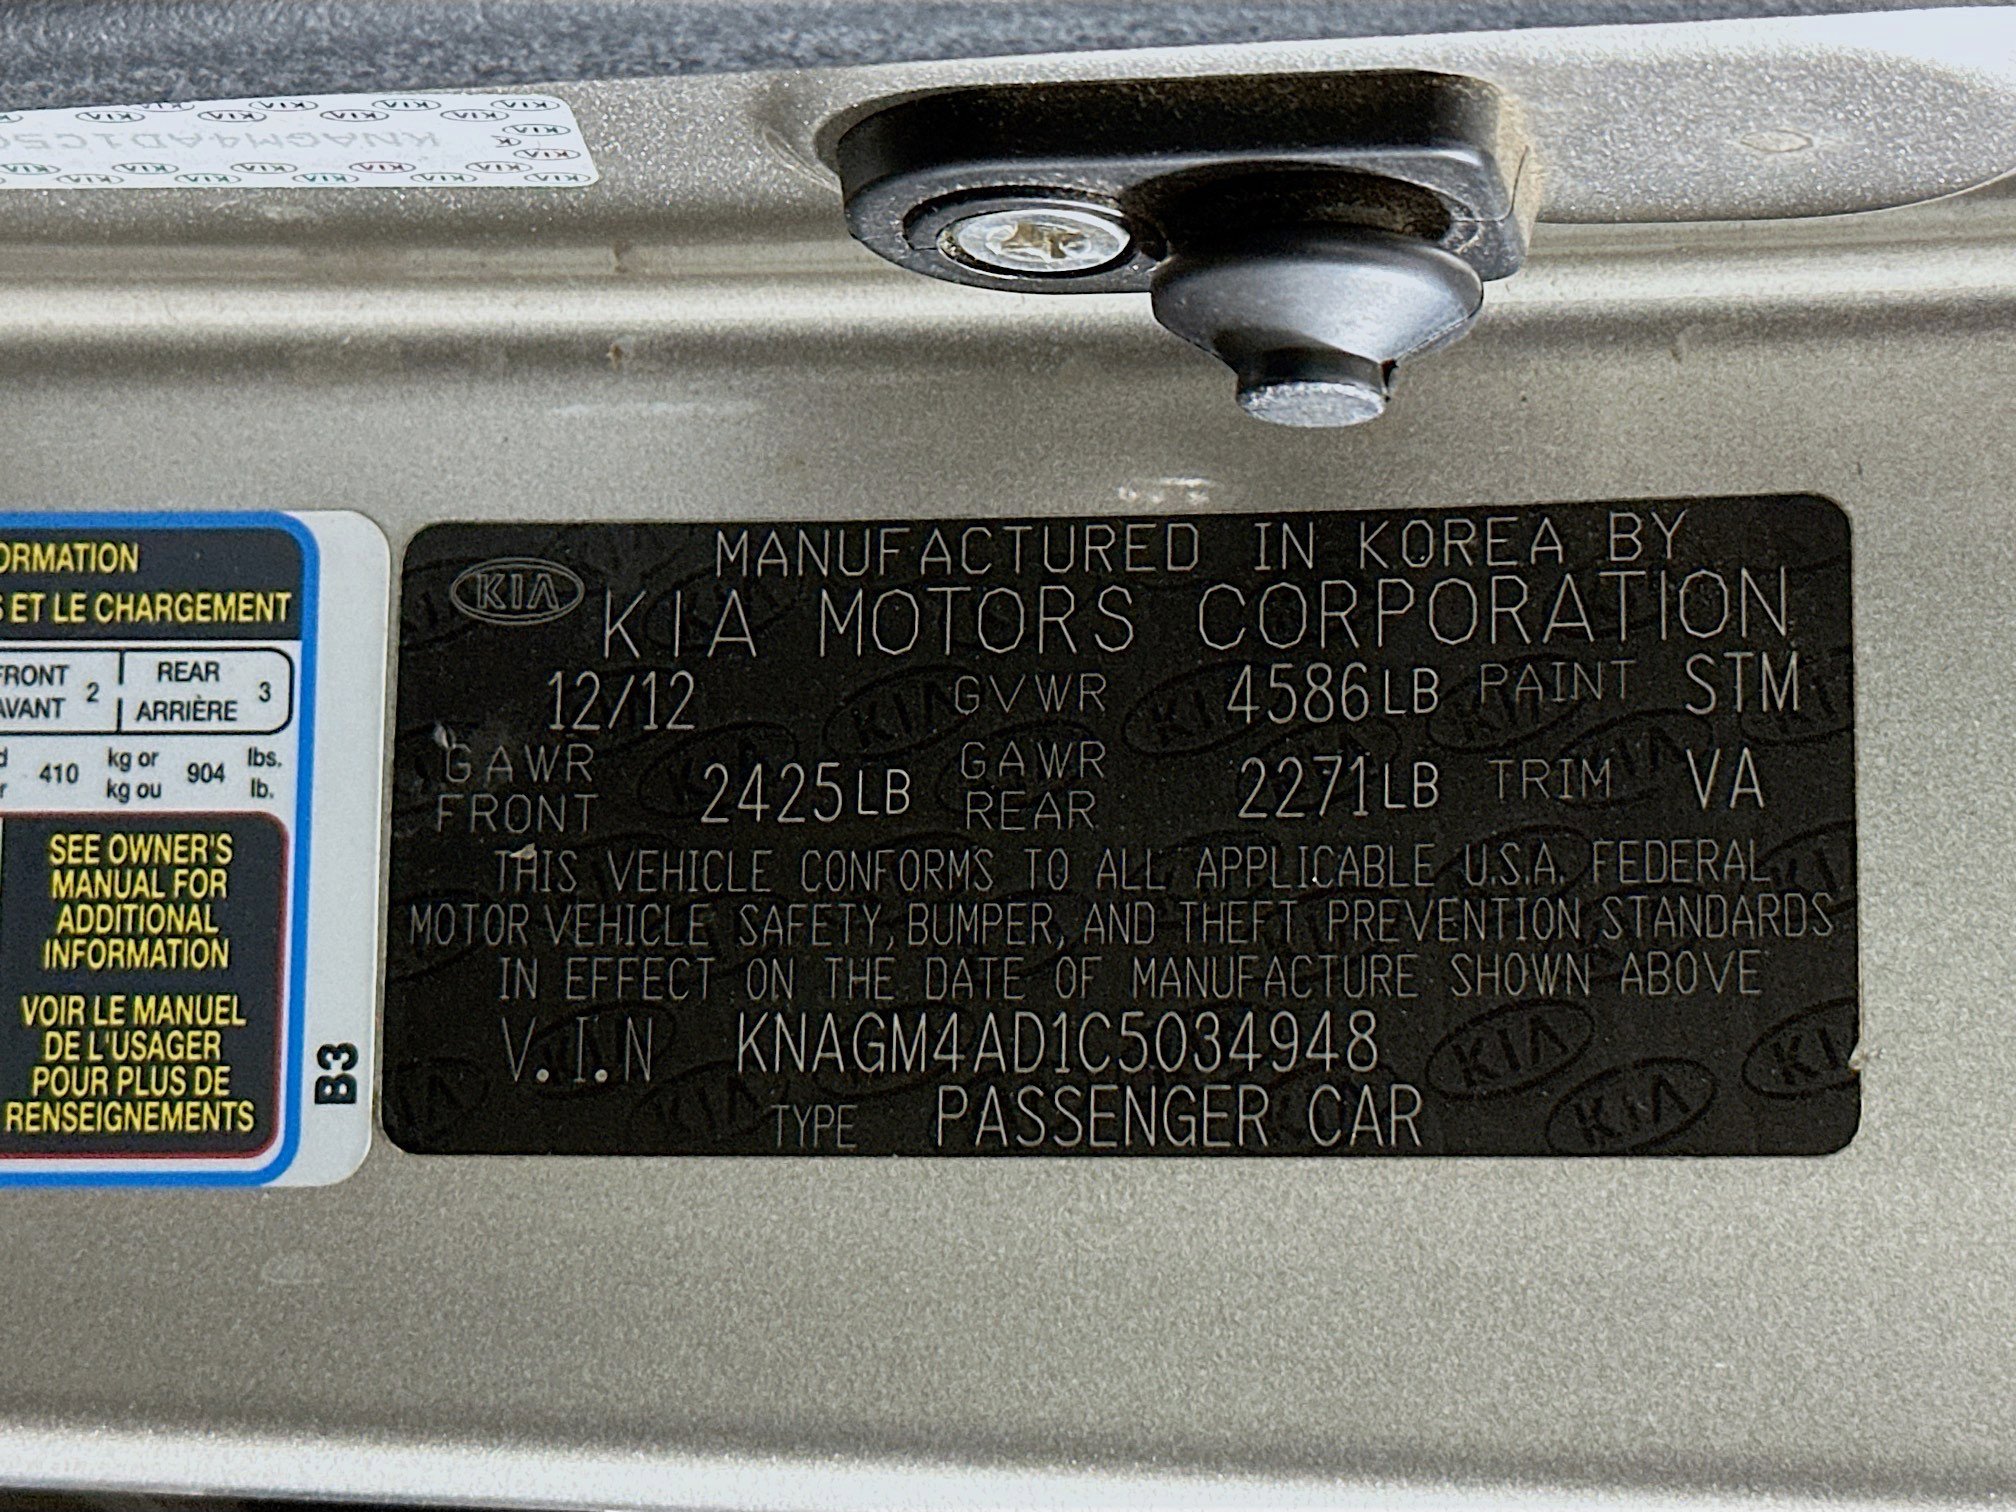 KNAGM4AD1C5
ORMATION
S ET LE CHARGEMENT
FRONT
AVANT 2
REAR
ARRIÈRE 3
410 kg or
kg ou 904 lbs.
lb.
SEE OWNER'S
MANUAL FOR
ADDITIONAL
INFORMATION
VOIR LE MANUEL
DE L'USAGER
POUR PLUS DE
RENSEIGNEMENTS
B3
MANUFACTURED IN KOREA BY
KIA KIA MOTORS CORPORATION
12/12 GVWR 4586LB PAINT STM
GAWR FRONT 2425LB GAWR REAR 2271LB TRIM VA
THIS VEHICLE CONFORMS TO ALL APPLICABLE U.S.A. FEDERAL
MOTOR VEHICLE SAFETY, BUMPER, AND THEFT PREVENTION STANDARDS
IN EFFECT ON THE DATE OF MANUFACTURE SHOWN ABOVE
V.I.N KNAGM4AD1C5034948
TYPE PASSENGER CAR